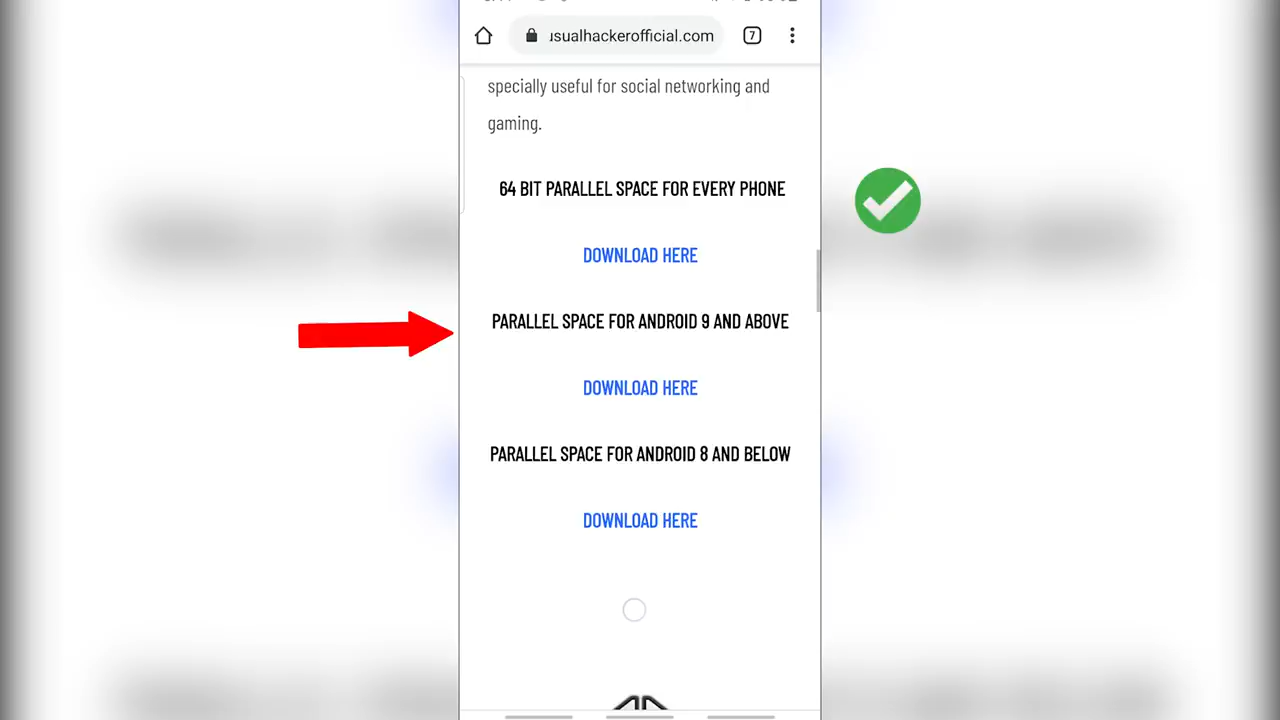 usualhackerofficial.com
7
specially useful for social networking and
gaming.
64 BIT PARALLEL SPACE FOR EVERY PHONE
DOWNLOAD HERE
PARALLEL SPACE FOR ANDROID 9 AND ABOVE
DOWNLOAD HERE
PARALLEL SPACE FOR ANDROID 8 AND BELOW
DOWNLOAD HERE